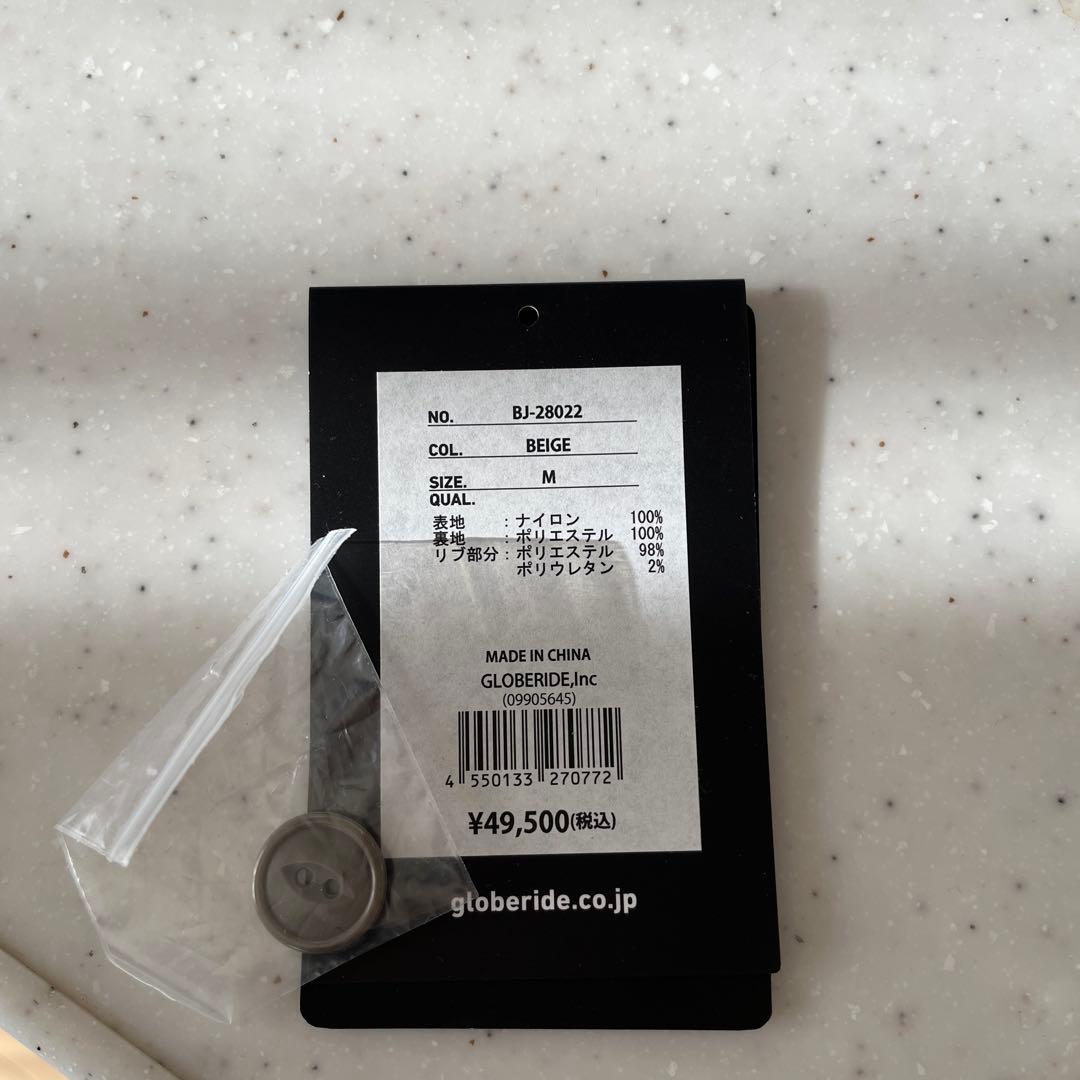 NO. BJ-28022
COL. BEIGE
SIZE. M
QUAL.
表地 : ナイロン 100%
裏地 : ポリエステル 100%
リブ部分 : ポリエステル 98%
ポリウレタン 2%
MADE IN CHINA
GLOBERIDE,Inc
(09905645)
4 550133 270772
¥49,500(税込)
globeride.co.jp